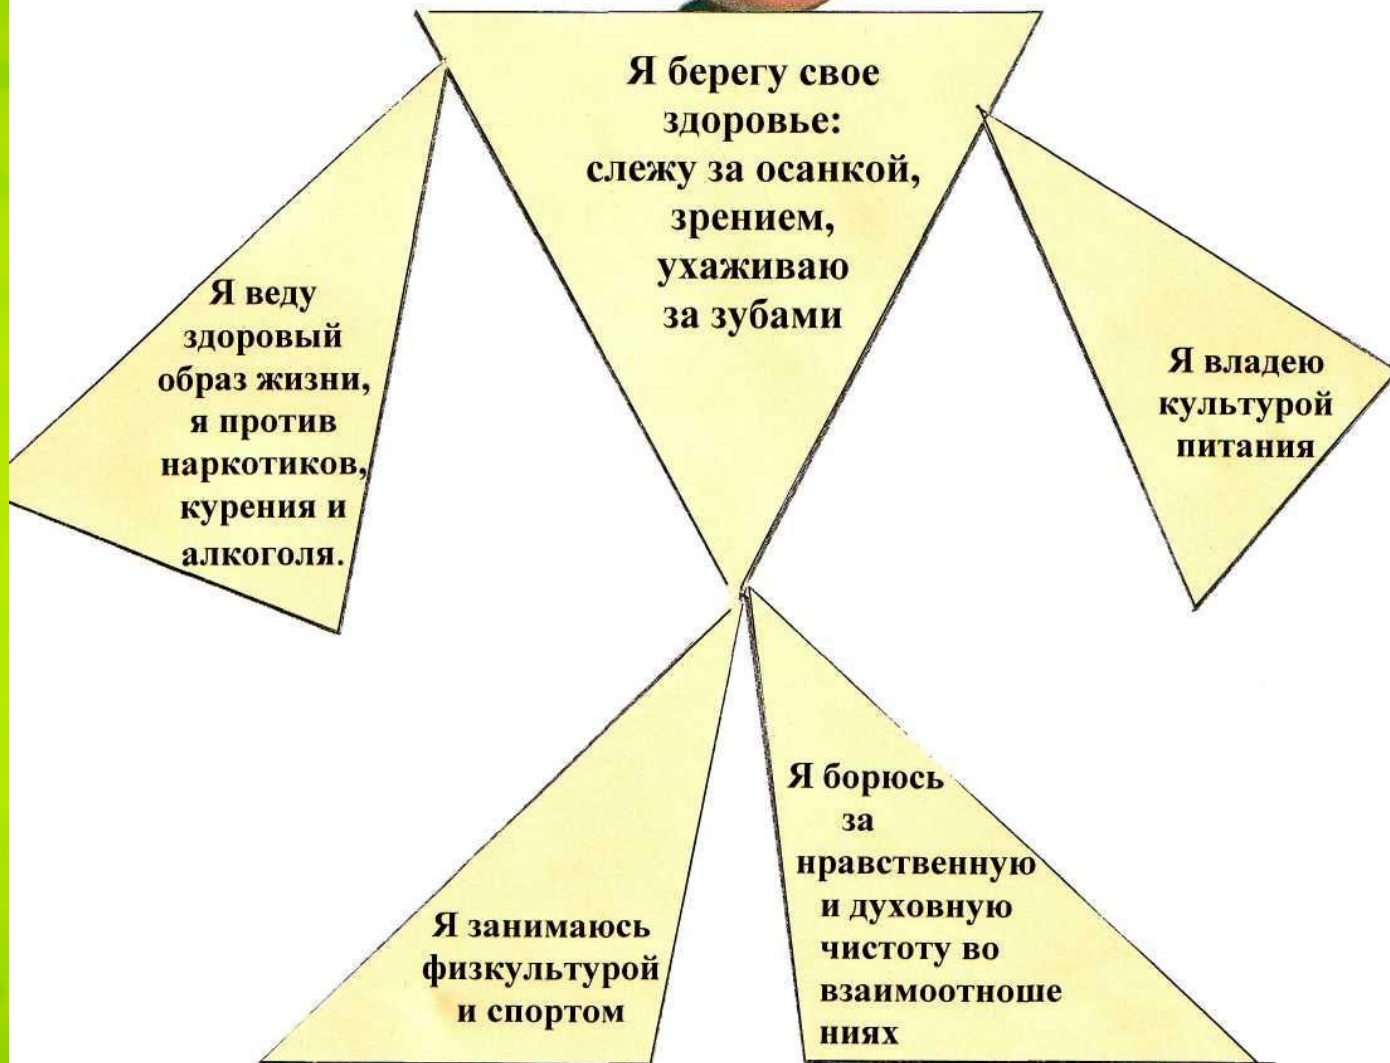 Я берегу свое
здоровье:
слежу за осанкой,
зрением,
ухаживаю
за зубами
Я веду
здоровый
образ жизни,
я против
наркотиков,
курения и
алкоголя.
Я владею
культурой
питания
Я занимаюсь
физкультурой
и спортом
Я борюсь
за
нравственную
и духовную
чистоту во
взаимоотноше
ниях